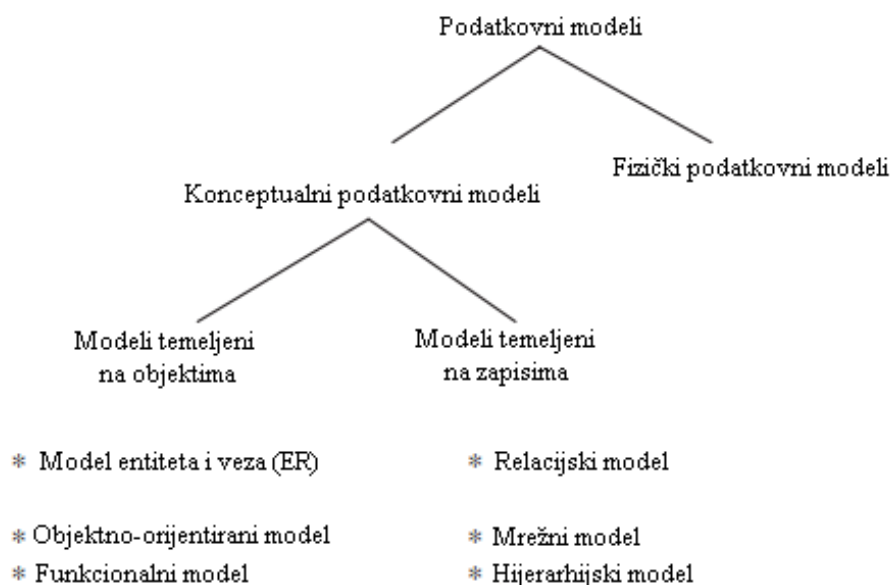 Podatkovni modeli
Fizički podatkovni modeli
Konceptualni podatkovni modeli
Modeli temeljeni
na objektima
Modeli temeljeni
na zapisima
* Model entiteta i veza (ER)
* Relacijski model
* Objektno-orijentirani model
* Mrežni model
* Funkcionalni model
* Hijerarhijski model